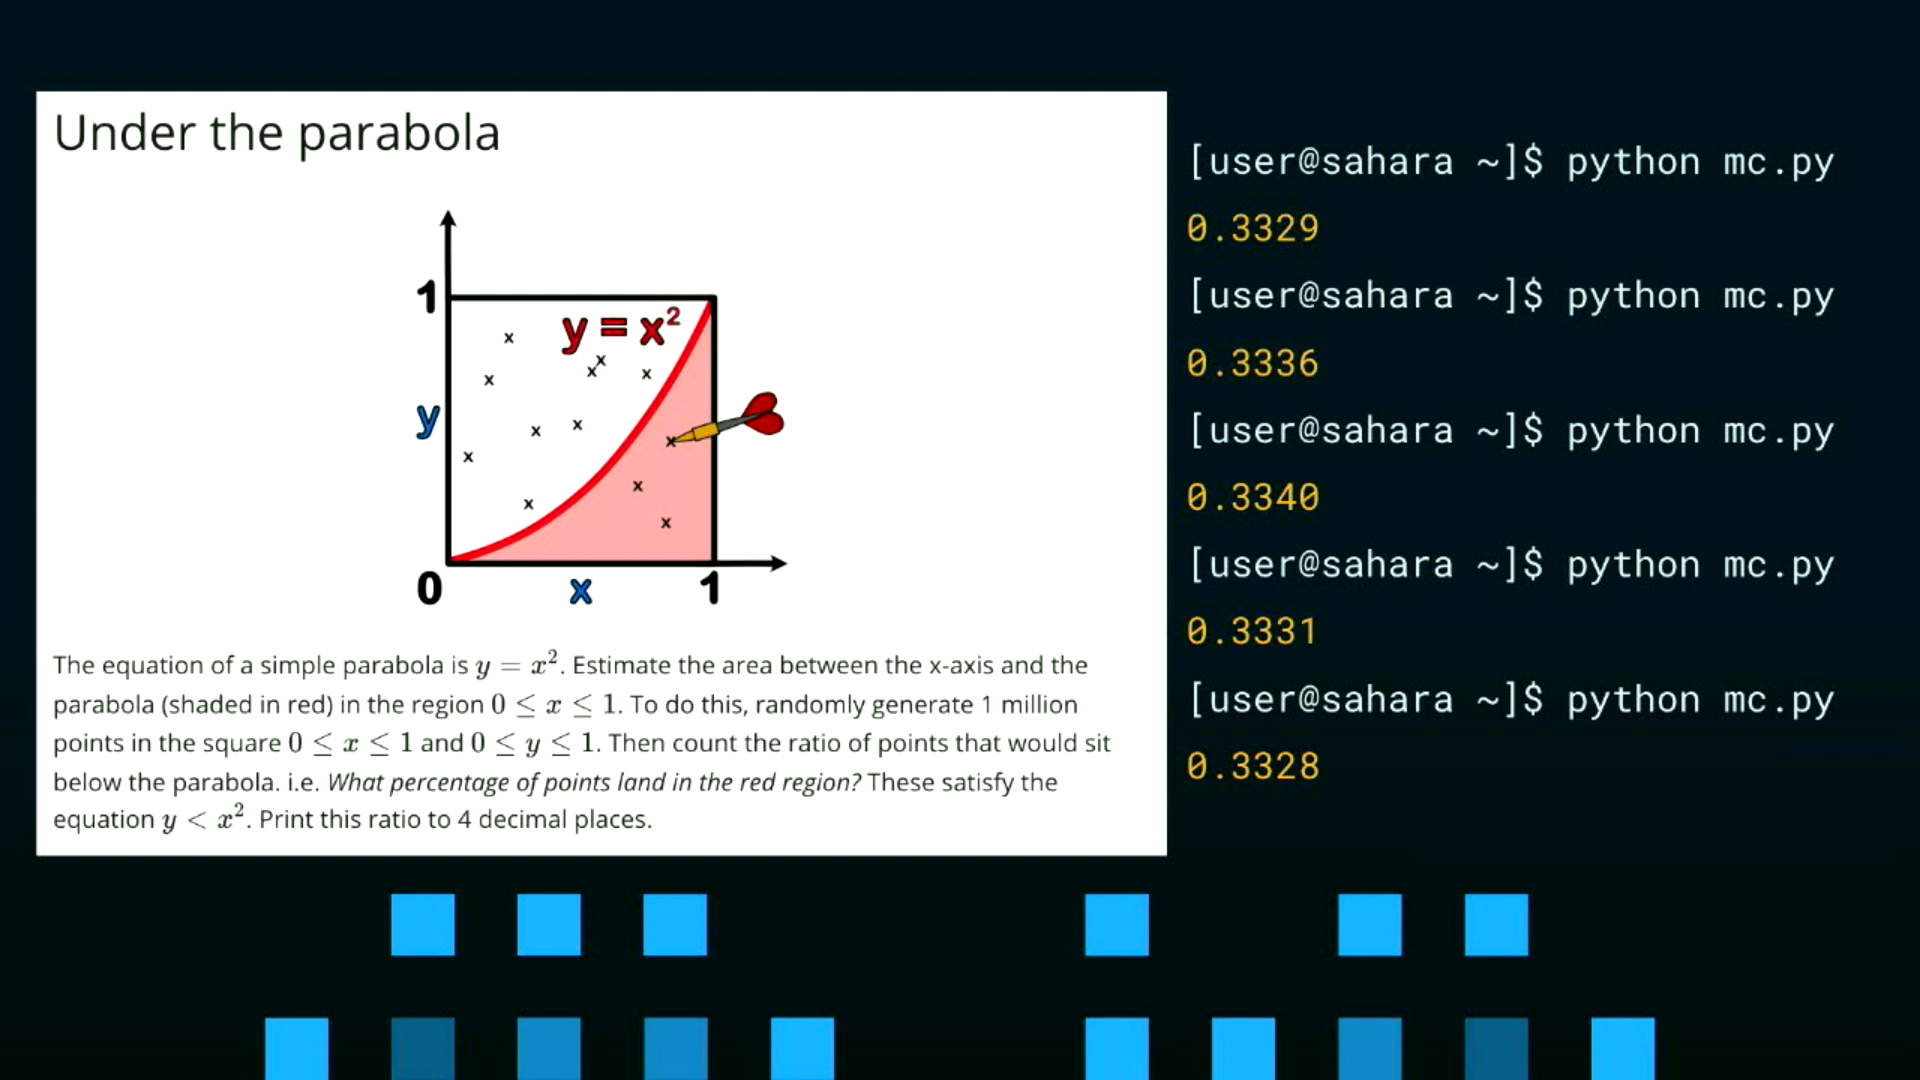 Under the parabola
1
y = x²
y
0
x
1
The equation of a simple parabola is y = x². Estimate the area between the x-axis and the
parabola (shaded in red) in the region 0 ≤ x ≤ 1. To do this, randomly generate 1 million
points in the square 0 ≤ x ≤ 1 and 0 ≤ y ≤ 1. Then count the ratio of points that would sit
below the parabola. i.e. What percentage of points land in the red region? These satisfy the
equation y < x². Print this ratio to 4 decimal places.
[user@sahara ~]$ python mc.py
0.3329
[user@sahara ~]$ python mc.py
0.3336
[user@sahara ~]$ python mc.py
0.3340
[user@sahara ~]$ python mc.py
0.3331
[user@sahara ~]$ python mc.py
0.3328